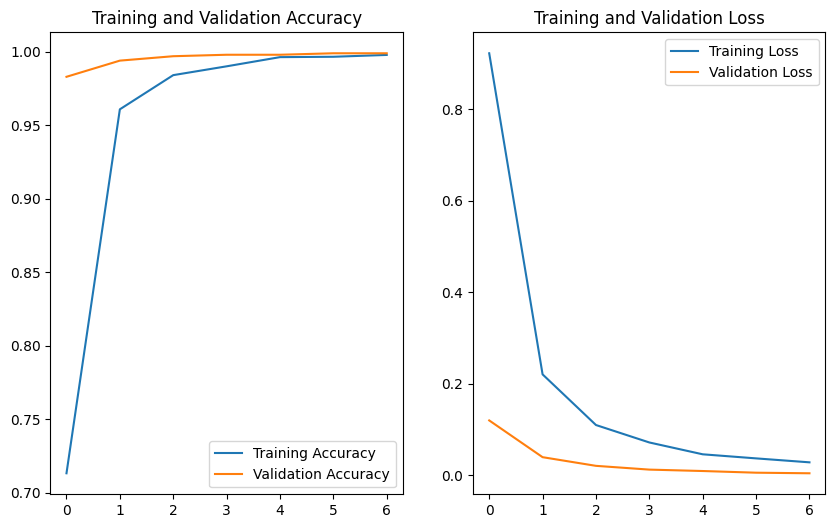 Training and Validation Accuracy
1.00
0.95
0.90
0.85
0.80
0.75
0.70
Training Accuracy
Validation Accuracy
0 1 2 3 4 5 6
Training and Validation Loss
Training Loss
Validation Loss
0.8
0.6
0.4
0.2
0.0
0 1 2 3 4 5 6